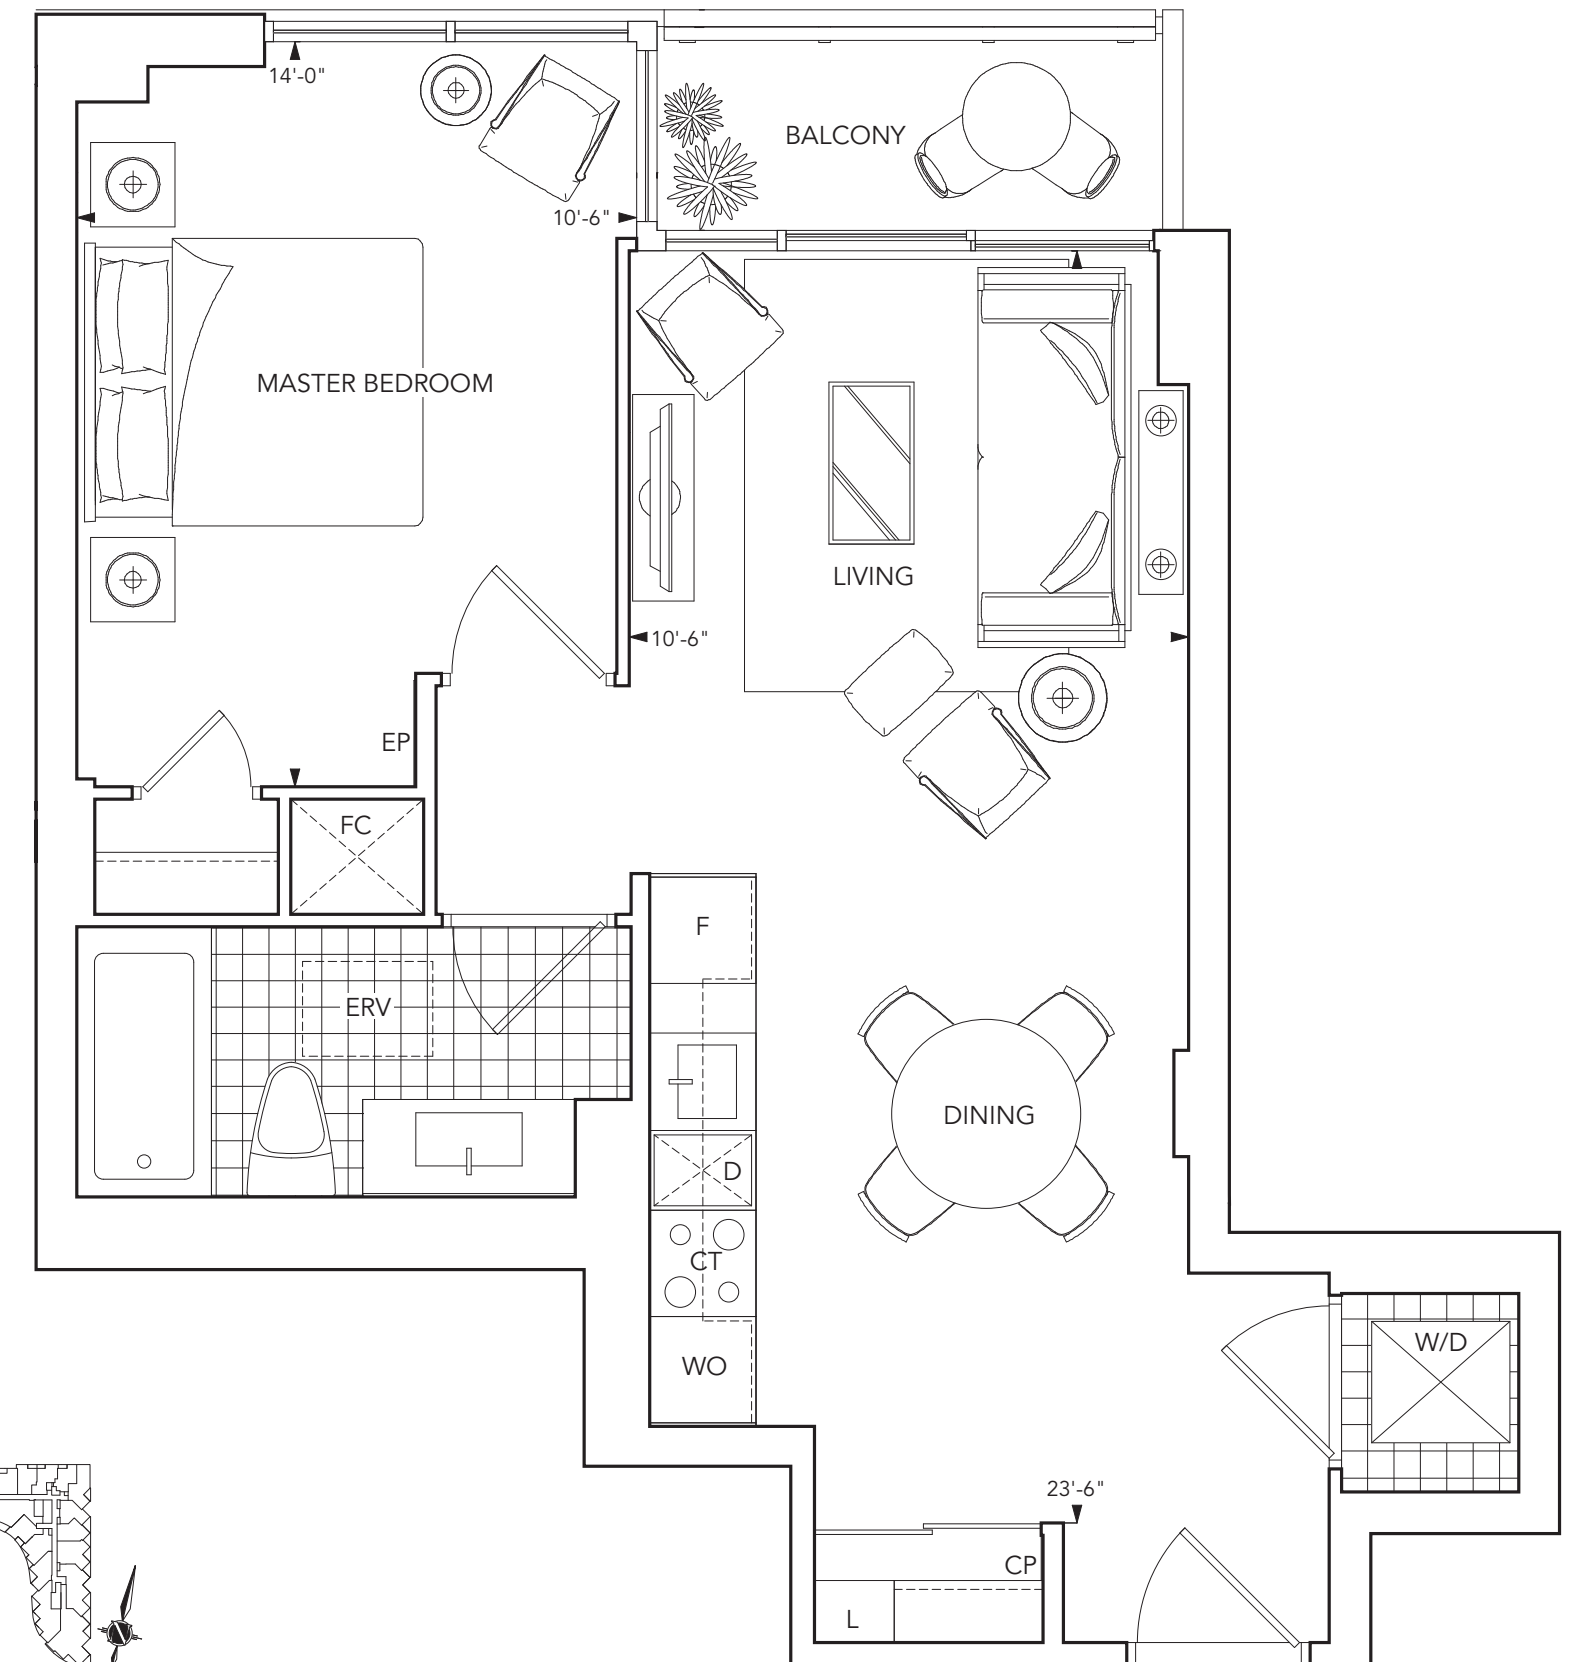 14'-0"
BALCONY
10'-6"
MASTER BEDROOM
LIVING
10'-6"
EP
FC
F
ERV
DINING
D
CT
W/D
WO
23'-6"
CP
L